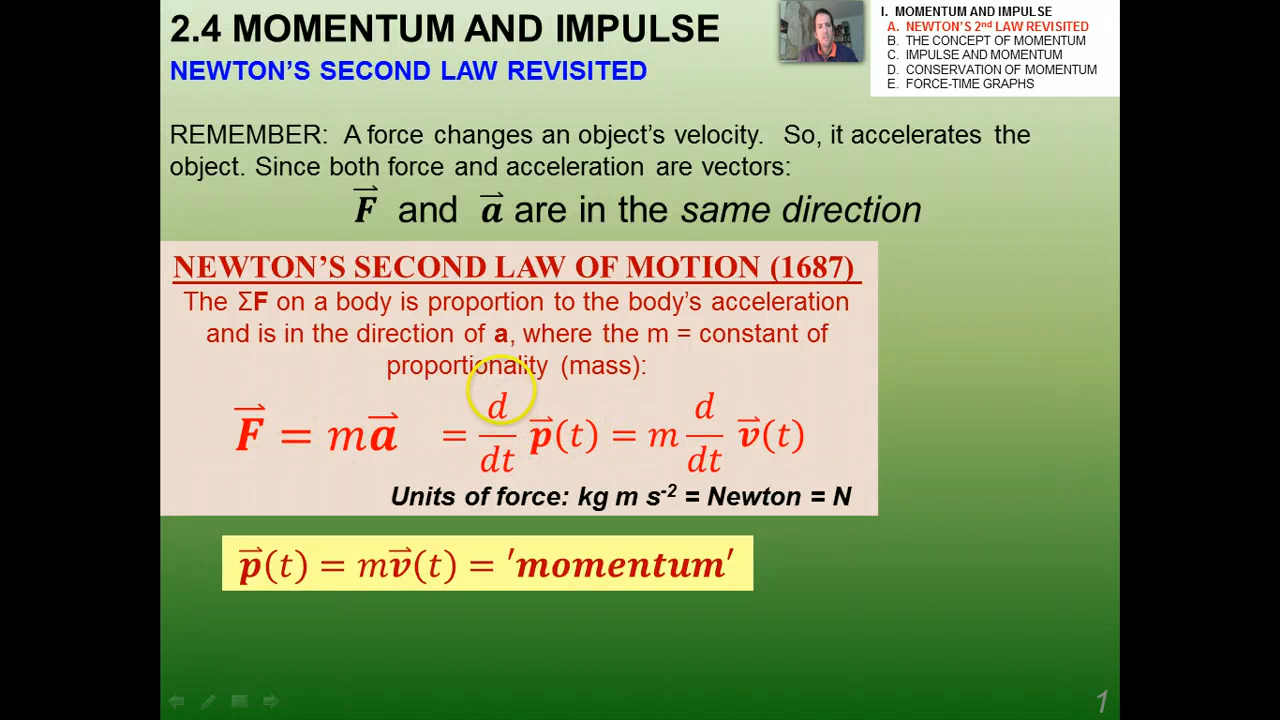 2.4 MOMENTUM AND IMPULSE
NEWTON'S SECOND LAW REVISITED
I. MOMENTUM AND IMPULSE
A. NEWTON'S 2nd LAW REVISITED
B. THE CONCEPT OF MOMENTUM
C. IMPULSE AND MOMENTUM
D. CONSERVATION OF MOMENTUM
E. FORCE-TIME GRAPHS
REMEMBER: A force changes an object's velocity. So, it accelerates the
object. Since both force and acceleration are vectors:
F⃗ and a⃗ are in the same direction
NEWTON'S SECOND LAW OF MOTION (1687)
The ΣF on a body is proportion to the body's acceleration
and is in the direction of a, where the m = constant of
proportionality (mass):
F⃗ = ma⃗ = d/dt p⃗(t) = m d/dt v⃗(t)
Units of force: kg m s⁻² = Newton = N
p⃗(t) = mv⃗(t) = 'momentum'
1